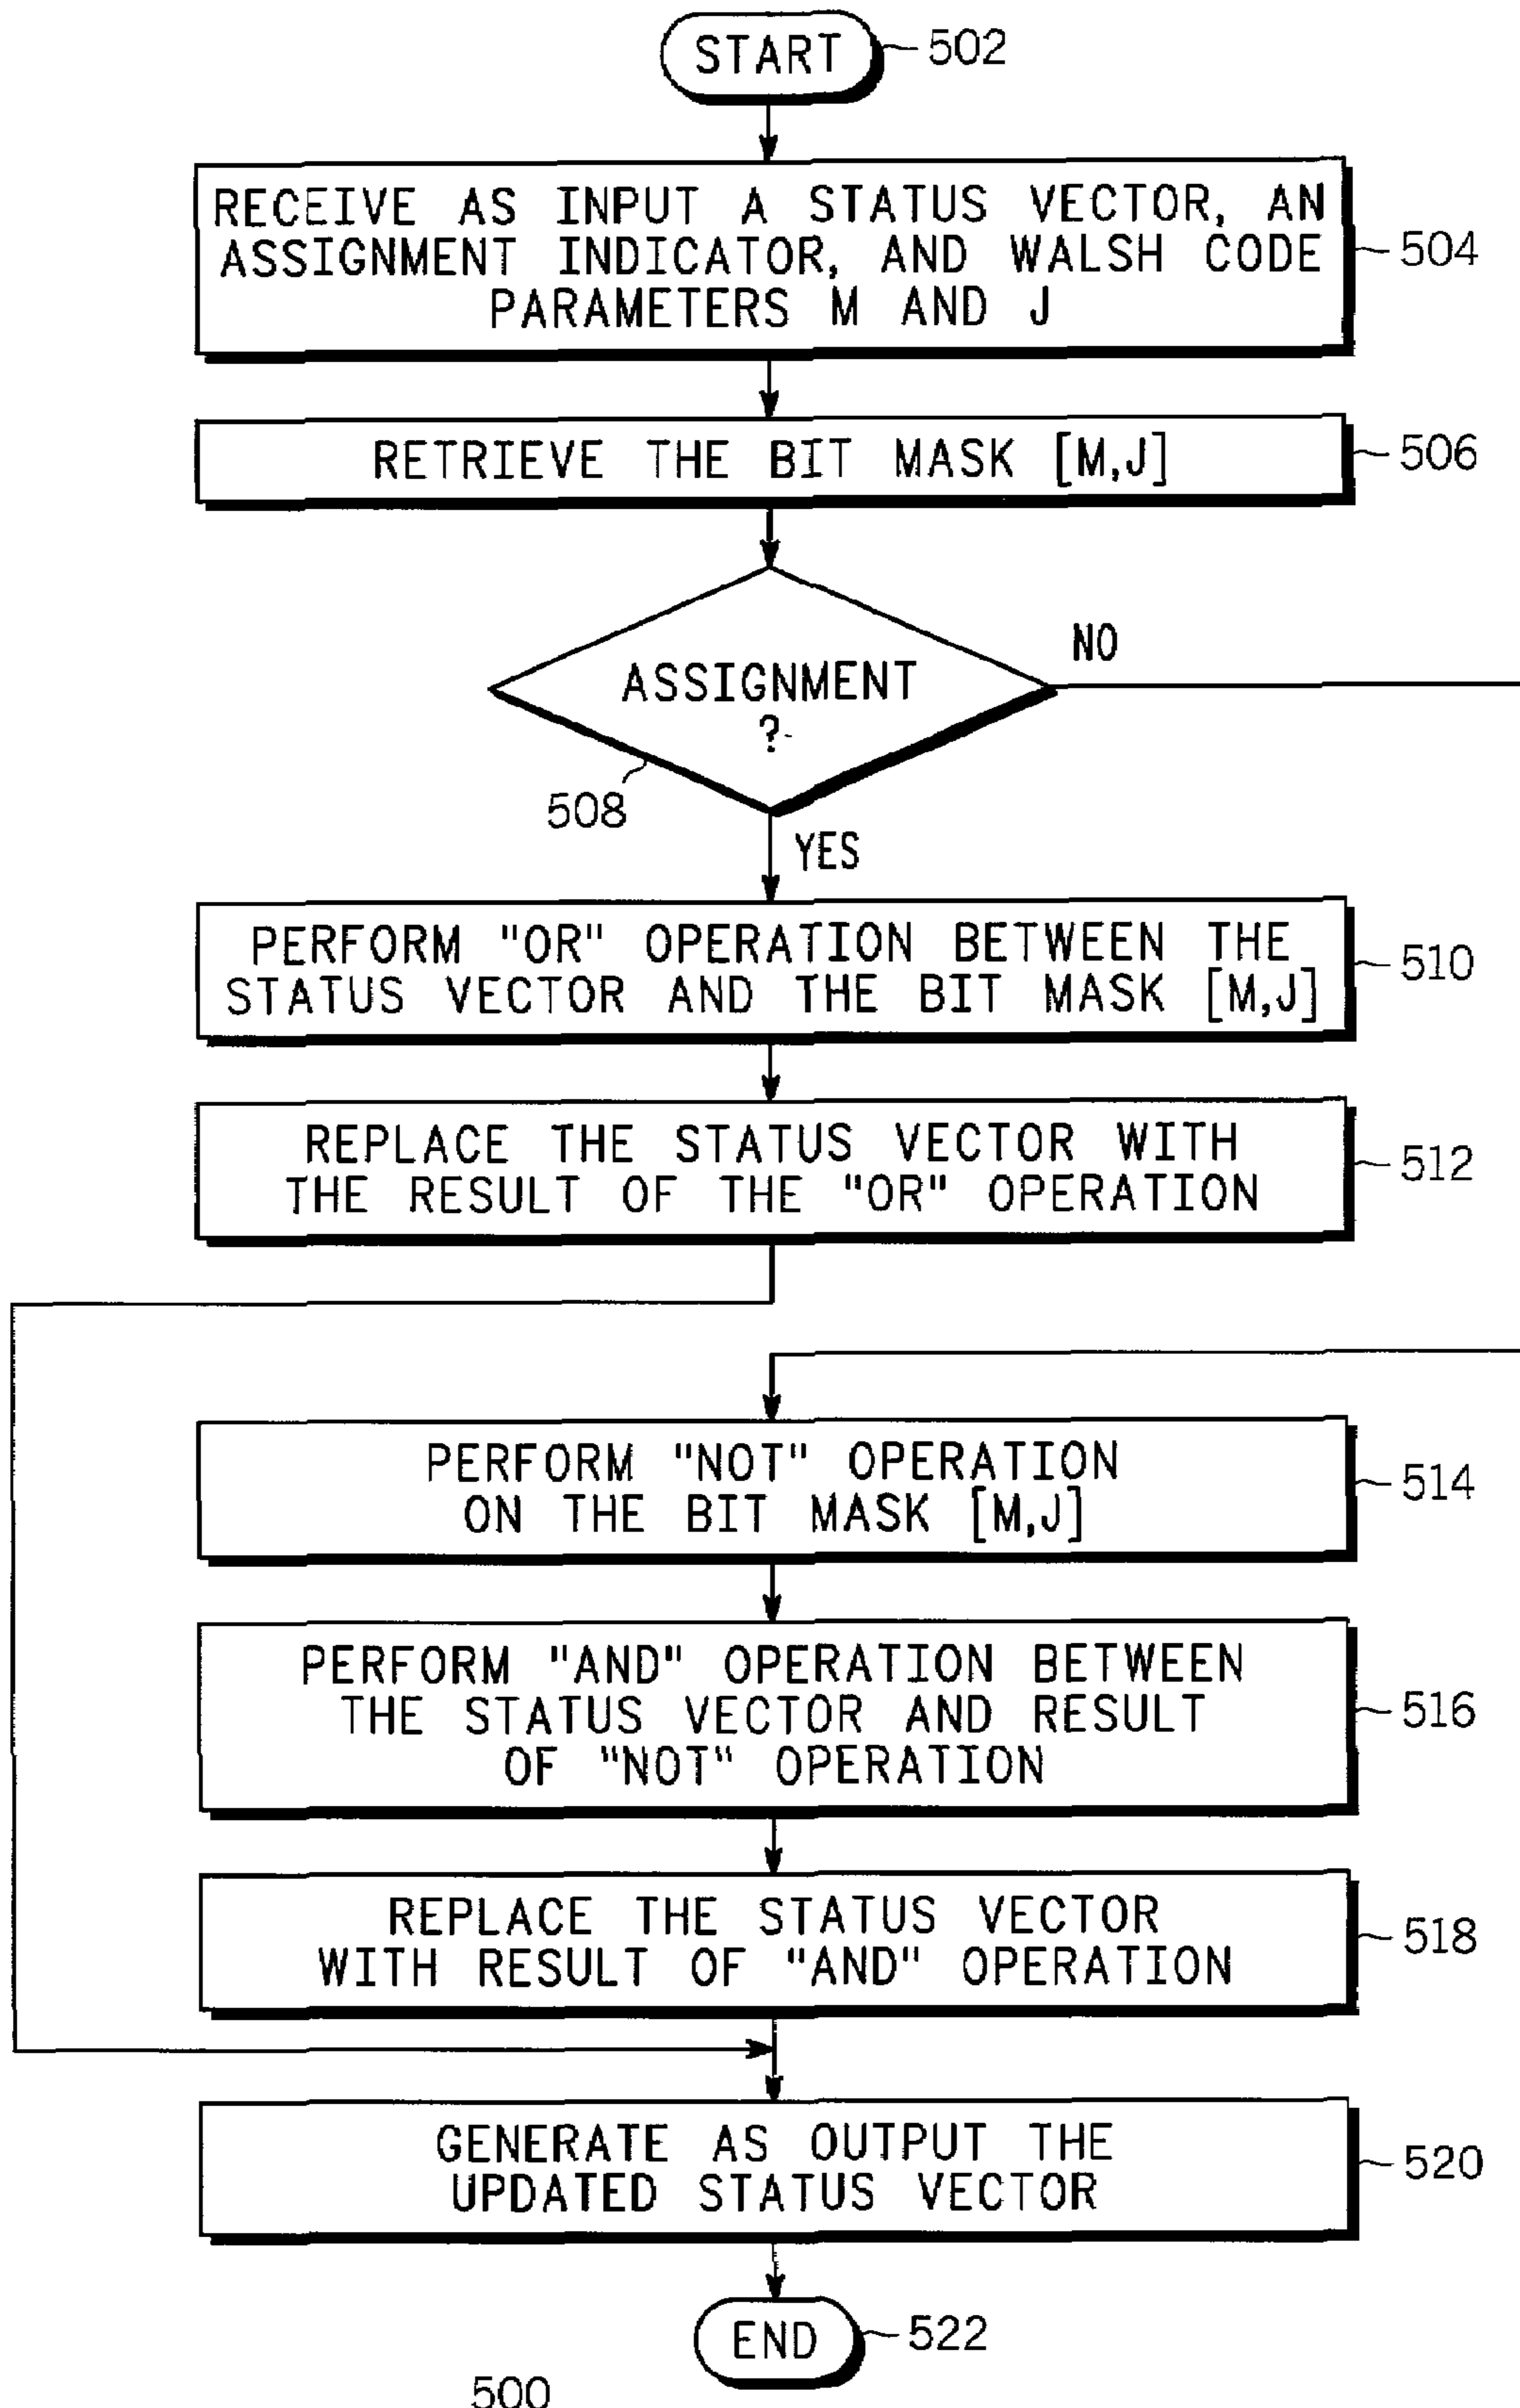 START
502
RECEIVE AS INPUT A STATUS VECTOR, AN
ASSIGNMENT INDICATOR, AND WALSH CODE
PARAMETERS M AND J
504
RETRIEVE THE BIT MASK [M,J]
506
NO
ASSIGNMENT
?
508
YES
PERFORM "OR" OPERATION BETWEEN THE
STATUS VECTOR AND THE BIT MASK [M,J]
510
REPLACE THE STATUS VECTOR WITH
THE RESULT OF THE "OR" OPERATION
512
PERFORM "NOT" OPERATION
ON THE BIT MASK [M,J]
514
PERFORM "AND" OPERATION BETWEEN
THE STATUS VECTOR AND RESULT
OF "NOT" OPERATION
516
REPLACE THE STATUS VECTOR
WITH RESULT OF "AND" OPERATION
518
GENERATE AS OUTPUT THE
UPDATED STATUS VECTOR
520
END
522
500